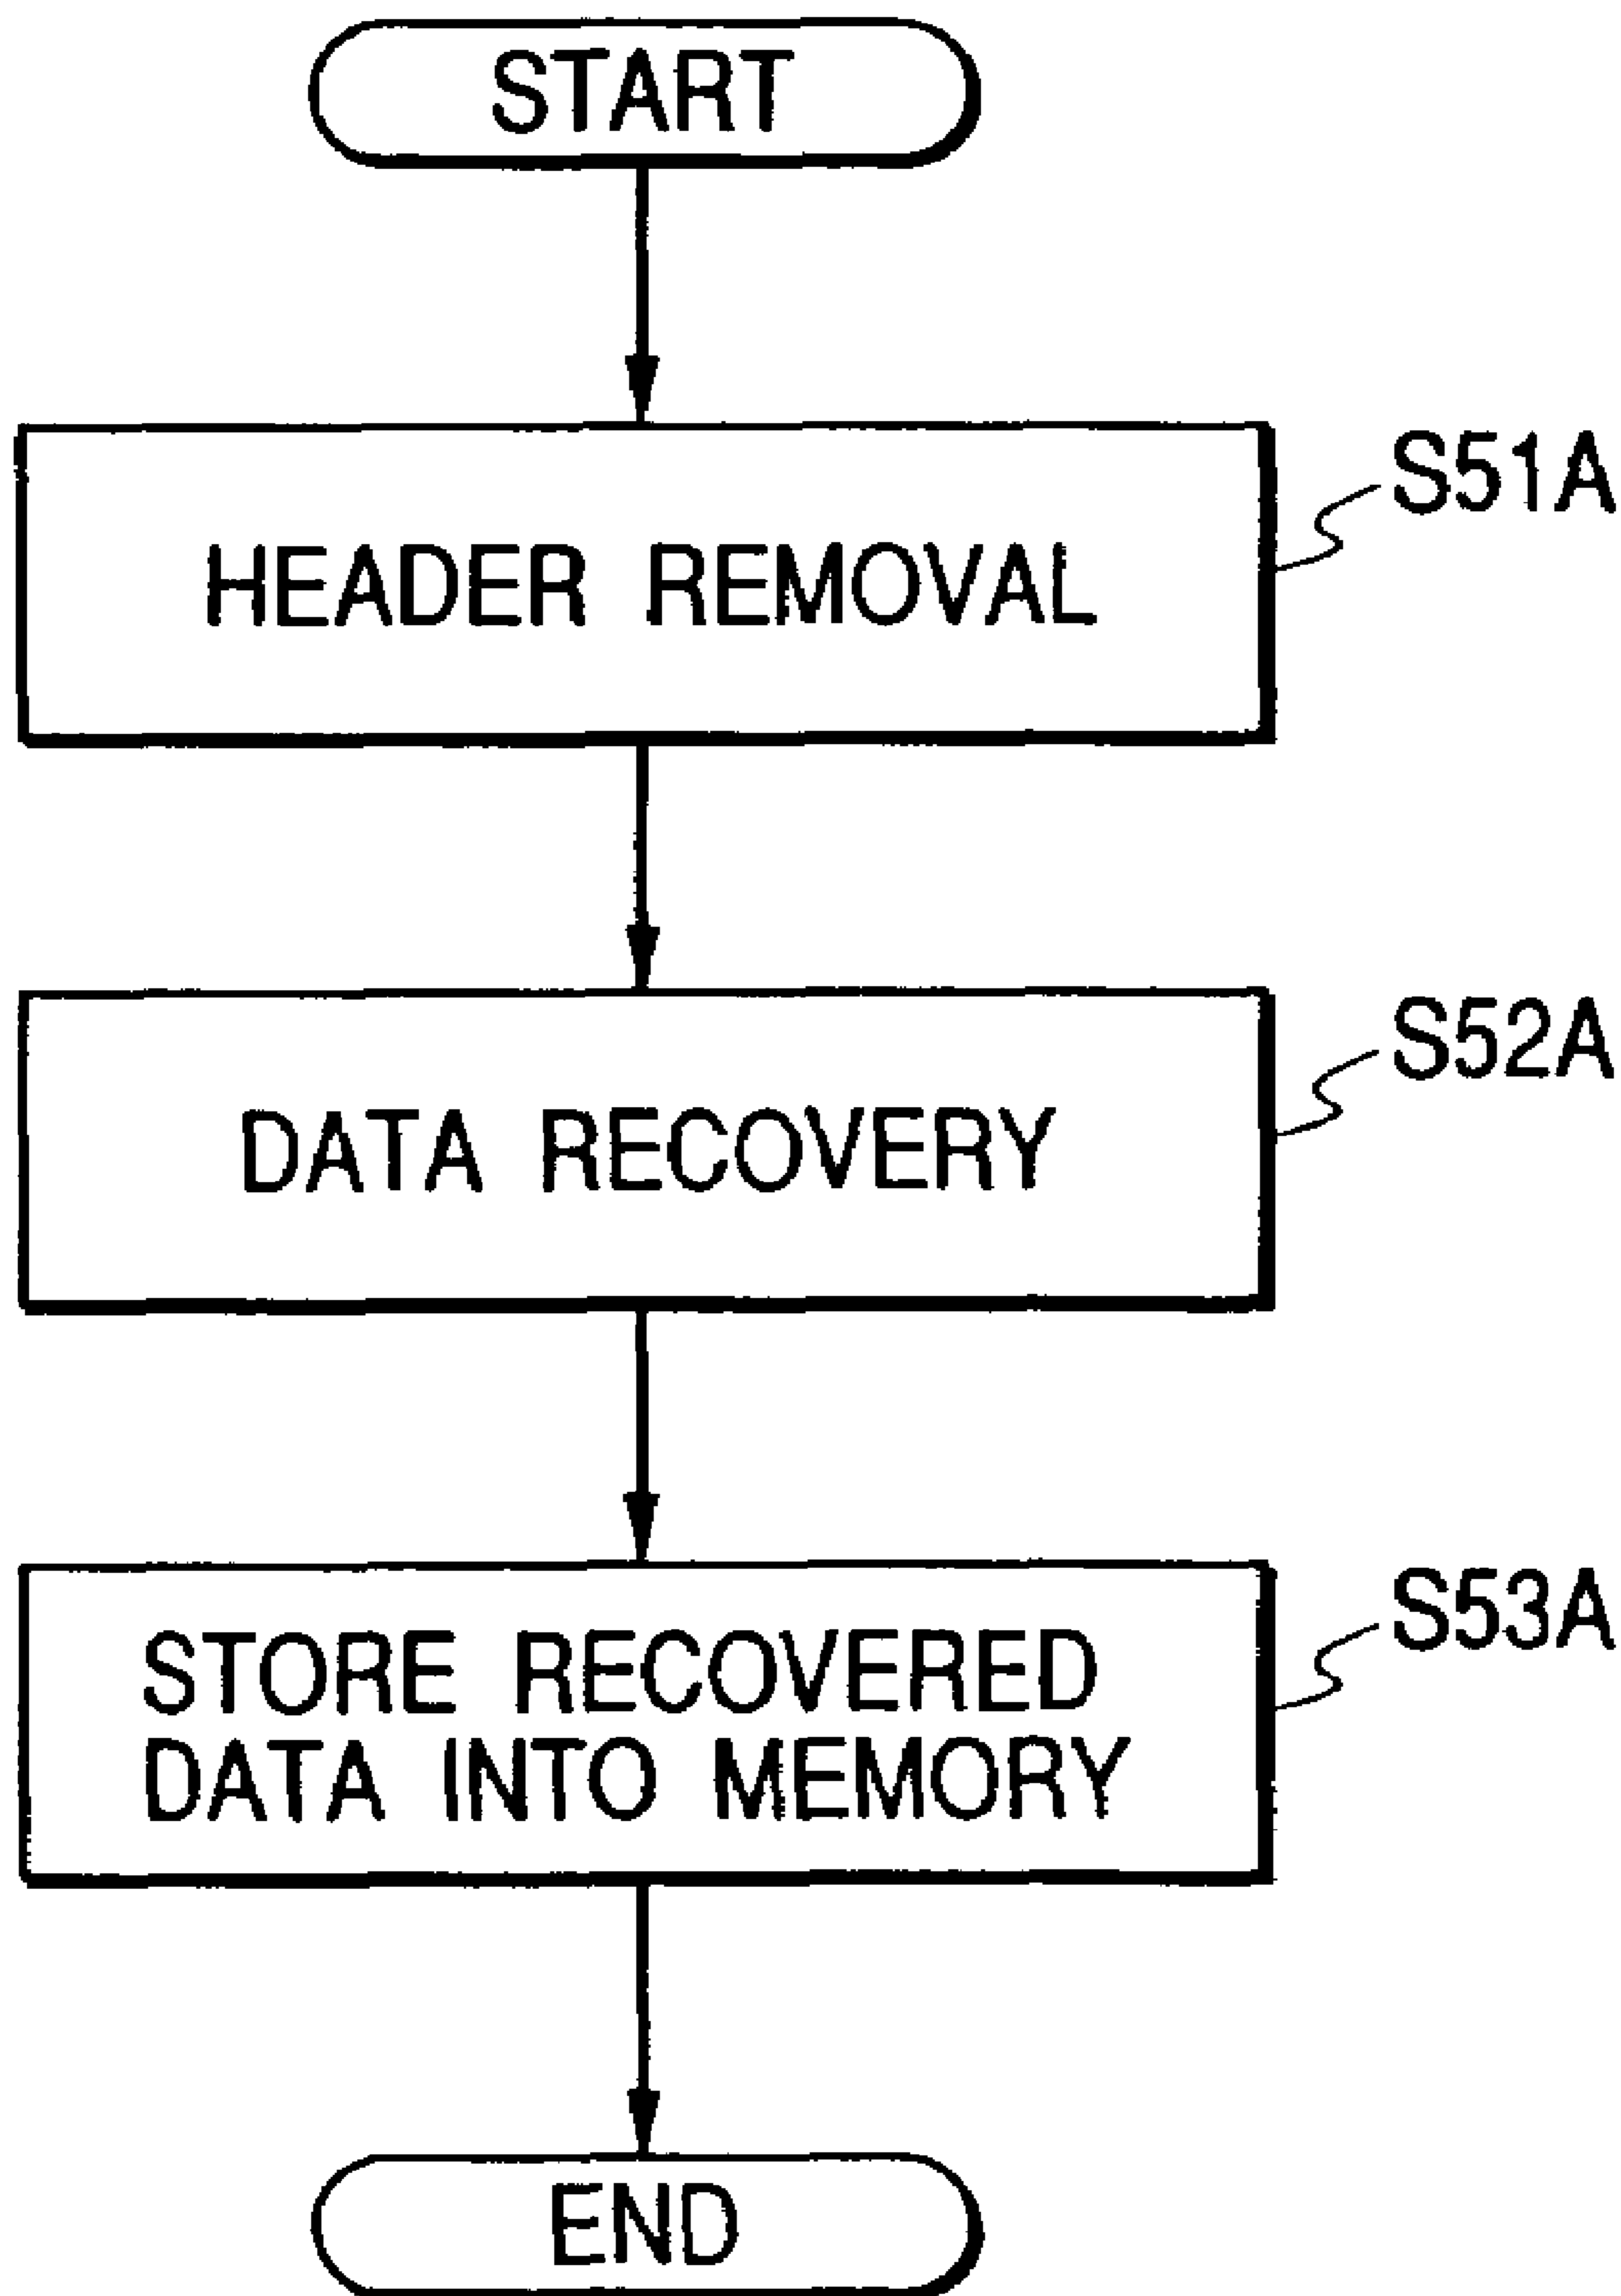 START
S51A
HEADER REMOVAL
S52A
DATA RECOVERY
S53A
STORE RECOVERED
DATA INTO MEMORY
END